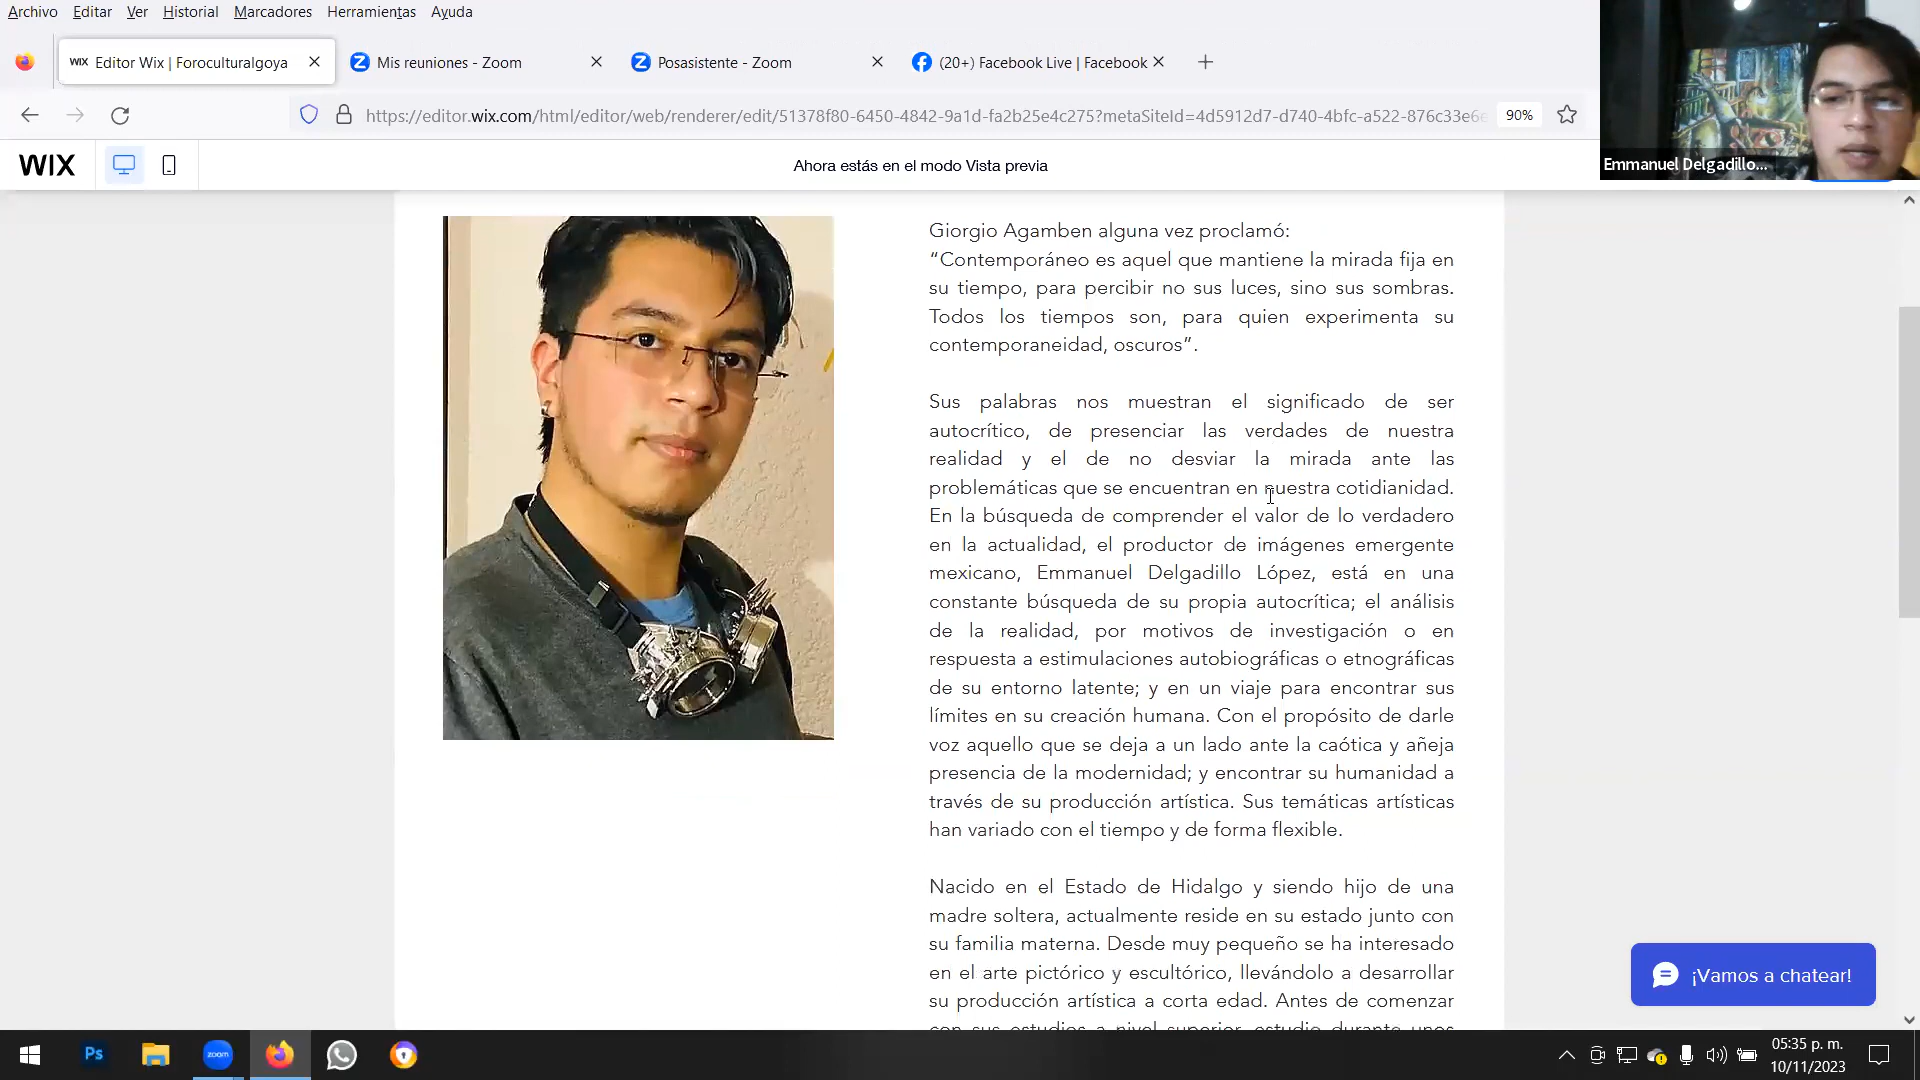 Archivo Editar Ver Historial Marcadores Herramientas Ayuda
WIX Editor Wix | Foroculturalgoya
Mis reuniones - Zoom
Posasistente - Zoom
(20+) Facebook Live | Facebook
https://editor.wix.com/html/editor/web/renderer/edit/51378f80-6450-4842-9a1d-fa2b25e4c275?metaSiteId=4d5912d7-d740-4bfc-a522-876c33e6e
90%
WIX
Ahora estás en el modo Vista previa
Emmanuel Delgadillo...
Giorgio Agamben alguna vez proclamó:
“Contemporáneo es aquel que mantiene la mirada fija en
su tiempo, para percibir no sus luces, sino sus sombras.
Todos los tiempos son, para quien experimenta su
contemporaneidad, oscuros”.
Sus palabras nos muestran el significado de ser
autocrítico, de presenciar las verdades de nuestra
realidad y el de no desviar la mirada ante las
problemáticas que se encuentran en nuestra cotidianidad.
En la búsqueda de comprender el valor de lo verdadero
en la actualidad, el productor de imágenes emergente
mexicano, Emmanuel Delgadillo López, está en una
constante búsqueda de su propia autocrítica; el análisis
de la realidad, por motivos de investigación o en
respuesta a estimulaciones autobiográficas o etnográficas
de su entorno latente; y en un viaje para encontrar sus
límites en su creación humana. Con el propósito de darle
voz aquello que se deja a un lado ante la caótica y añeja
presencia de la modernidad; y encontrar su humanidad a
través de su producción artística. Sus temáticas artísticas
han variado con el tiempo y de forma flexible.
Nacido en el Estado de Hidalgo y siendo hijo de una
madre soltera, actualmente reside en su estado junto con
su familia materna. Desde muy pequeño se ha interesado
en el arte pictórico y escultórico, llevándolo a desarrollar
su producción artística a corta edad. Antes de comenzar
con sus estudios a nivel superior, estudio durante unos
¡Vamos a chatear!
Ps
zoom
05:35 p. m.
10/11/2023